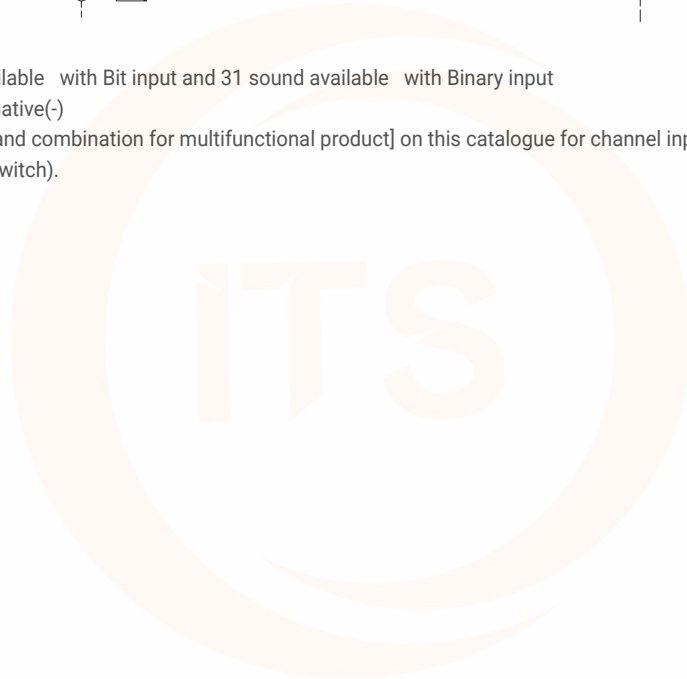 ilable with Bit input and 31 sound available with Binary input
ative(-)
and combination for multifunctional product] on this catalogue for channel inp
witch).
ITS